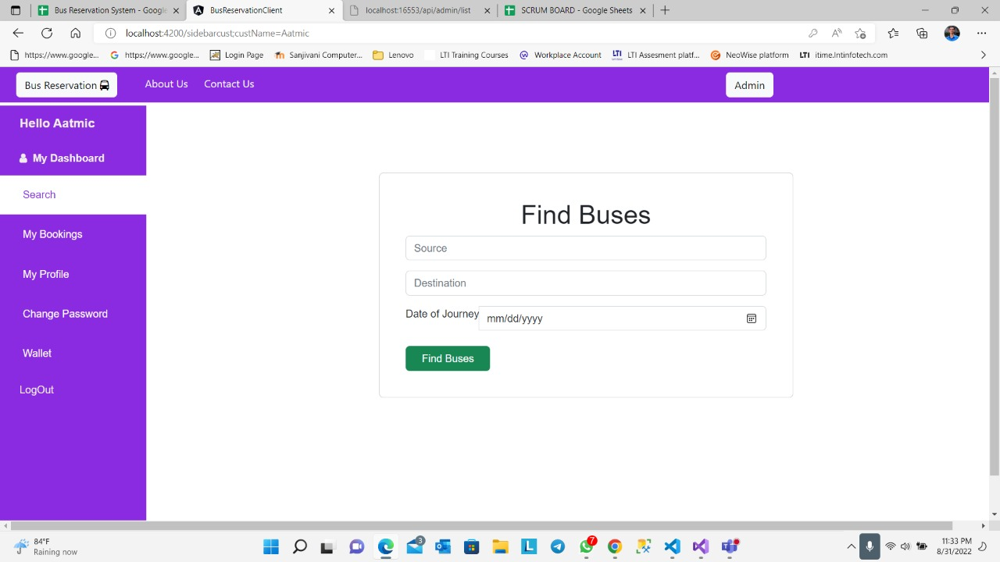 Bus Reservation System - Google
BusReservationClient
localhost:16553/api/admin/list
SCRUM BOARD - Google Sheets
localhost:4200/sidebarcust;custName=Aatmic
https://www.google...
https://www.google...
Login Page
Sanjivani Computer...
Lenovo
LTI Training Courses
Workplace Account
LTI Assesment platf...
NeoWise platform
LTI itime.lntinfotech.com
Bus Reservation
About Us
Contact Us
Admin
Hello Aatmic
My Dashboard
Search
My Bookings
My Profile
Change Password
Wallet
LogOut
Find Buses
Source
Destination
Date of Journey
mm/dd/yyyy
Find Buses
84°F
Raining now
3
7
11:33 PM
8/31/2022